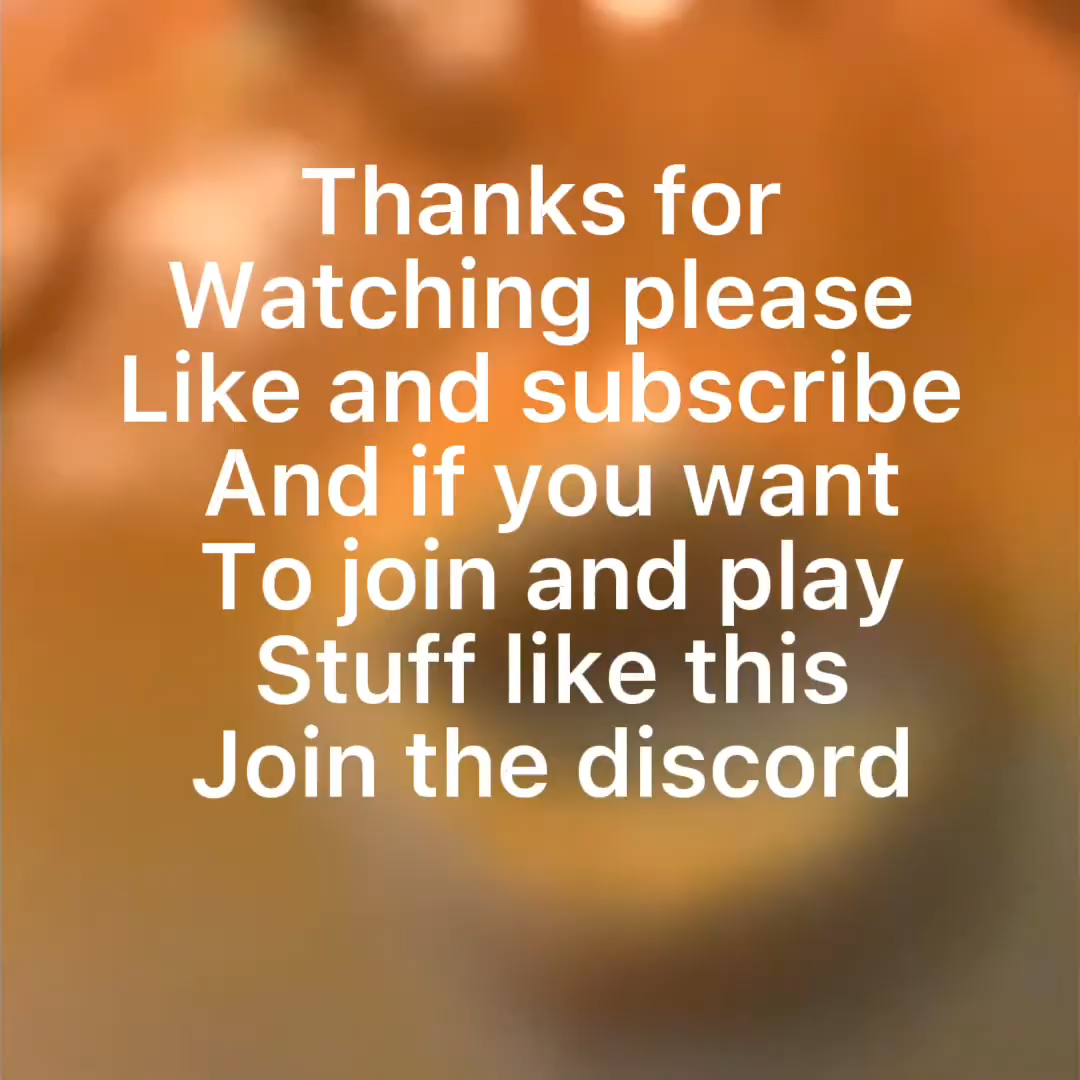 Thanks for
Watching please
Like and subscribe
And if you want
To join and play
Stuff like this
Join the discord